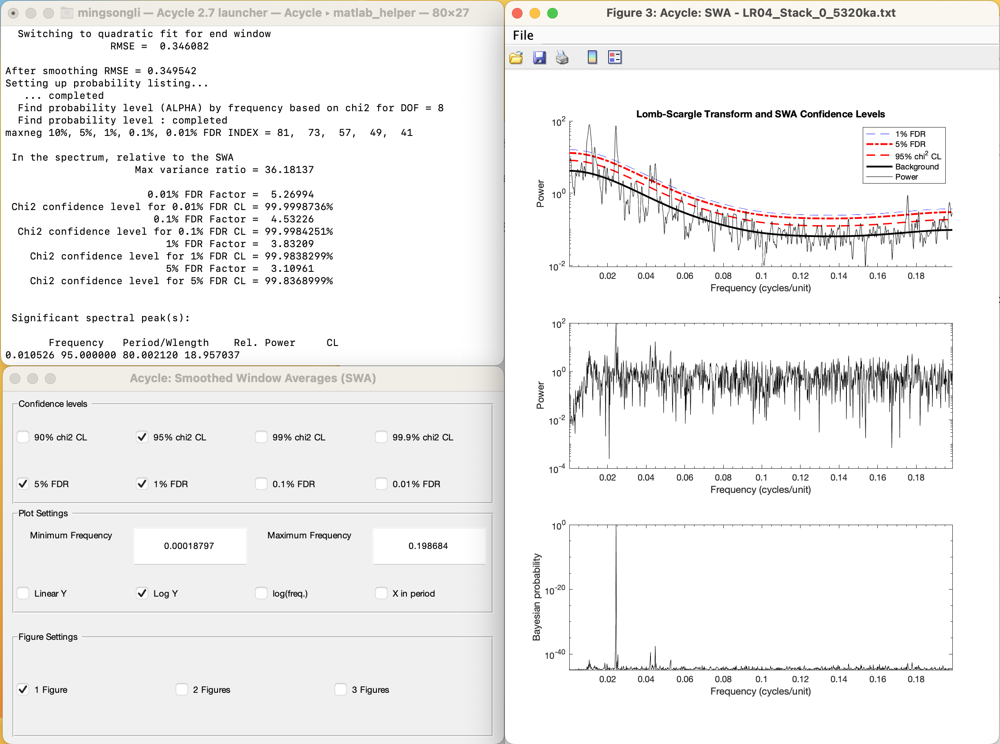 mingsongli — Acycle 2.7 launcher — Acycle ▸ matlab_helper — 80×27
Switching to quadratic fit for end window
RMSE = 0.346082
After smoothing RMSE = 0.349542
Setting up probability listing...
... completed
Find probability level (ALPHA) by frequency based on chi2 for DOF = 8
Find probability level : completed
maxneg 10%, 5%, 1%, 0.1%, 0.01% FDR INDEX = 81, 73, 57, 49, 41
In the spectrum, relative to the SWA
Max variance ratio = 36.18137
0.01% FDR Factor = 5.26994
Chi2 confidence level for 0.01% FDR CL = 99.9998736%
0.1% FDR Factor = 4.53226
Chi2 confidence level for 0.1% FDR CL = 99.9984251%
1% FDR Factor = 3.83209
Chi2 confidence level for 1% FDR CL = 99.9838299%
5% FDR Factor = 3.10961
Chi2 confidence level for 5% FDR CL = 99.8368999%
Significant spectral peak(s):
Frequency Period/Wlength Rel. Power CL
0.010526 95.000000 80.002120 18.957037
Acycle: Smoothed Window Averages (SWA)
Confidence levels
90% chi2 CL 95% chi2 CL 99% chi2 CL 99.9% chi2 CL
5% FDR 1% FDR 0.1% FDR 0.01% FDR
Plot Settings
Minimum Frequency 0.00018797 Maximum Frequency 0.198684
Linear Y Log Y log(freq.) X in period
Figure Settings
1 Figure 2 Figures 3 Figures
Figure 3: Acycle: SWA - LR04_Stack_0_5320ka.txt
File
Lomb-Scargle Transform and SWA Confidence Levels
10²
10⁰
10⁻²
Power
1% FDR
5% FDR
95% chi² CL
Background
Power
0.02 0.04 0.06 0.08 0.1 0.12 0.14 0.16 0.18
Frequency (cycles/unit)
10²
10⁰
10⁻²
10⁻⁴
Power
0.02 0.04 0.06 0.08 0.1 0.12 0.14 0.16 0.18
Frequency (cycles/unit)
10⁰
10⁻²⁰
10⁻⁴⁰
Bayesian probability
0.02 0.04 0.06 0.08 0.1 0.12 0.14 0.16 0.18
Frequency (cycles/unit)